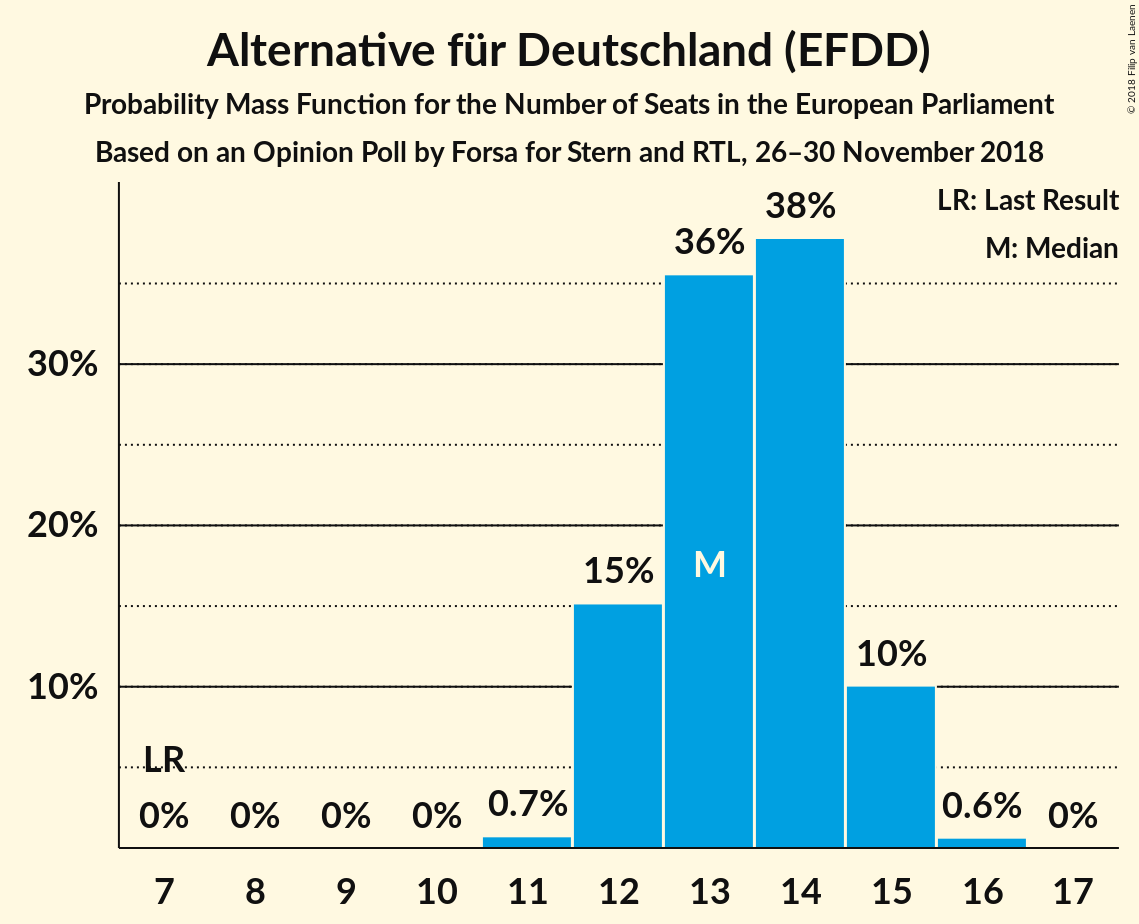 Alternative für Deutschland (EFDD)
Probability Mass Function for the Number of Seats in the European Parliament
Based on an Opinion Poll by Forsa for Stern and RTL, 26–30 November 2018
© 2018 Filip van Laenen
LR: Last Result
M: Median
38%
36%
30%
20%
15%
M
10%
10%
LR
0% 0% 0% 0% 0.7% 0.6% 0%
7 8 9 10 11 12 13 14 15 16 17